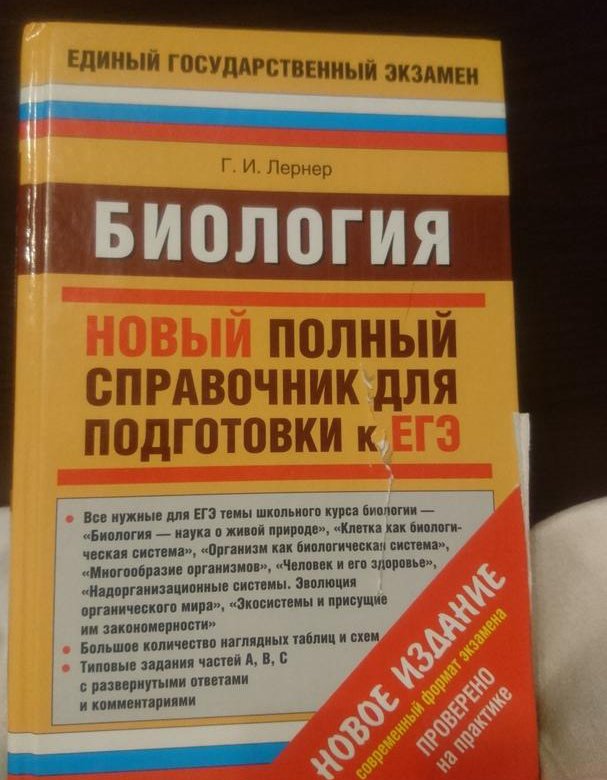 ЕДИНЫЙ ГОСУДАРСТВЕННЫЙ ЭКЗАМЕН
Г. И. Лернер
БИОЛОГИЯ
НОВЫЙ ПОЛНЫЙ
СПРАВОЧНИК ДЛЯ
ПОДГОТОВКИ К ЕГЭ
• Все нужные для ЕГЭ темы школьного курса биологии —
«Биология — наука о живой природе», «Клетка как биологи-
ческая система», «Организм как биологическая система»,
«Многообразие организмов», «Человек и его здоровье»,
«Надорганизационные системы. Эволюция
органического мира», «Экосистемы и присущие
им закономерности»
• Большое количество наглядных таблиц и схем
• Типовые задания частей А, В, С
с развернутыми ответами
и комментариями
НОВОЕ ИЗДАНИЕ
современный формат экзамена
ПРОВЕРЕНО
на практике